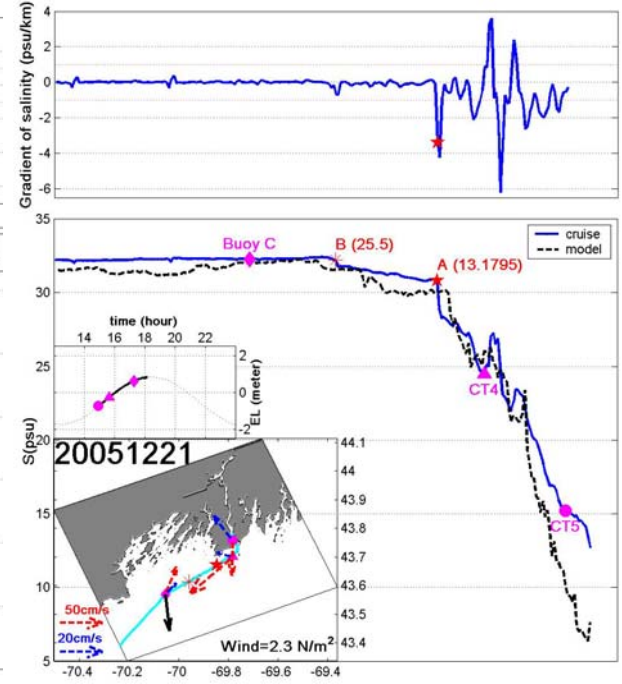 Gradient of salinity (psu/km)
4
2
0
-2
-4
-6
35
30
25
20
15
10
5
S(psu)
cruise
model
Buoy C
B (25.5)
A (13.1795)
CT4
CT5
time (hour)
14 16 18 20 22
2
0
-2
EL (meter)
20051221
44.1
44
43.9
43.8
43.7
43.6
43.5
43.4
50cm/s
20cm/s
Wind=2.3 N/m²
-70.4 -70.2 -70 -69.8 -69.6 -69.4